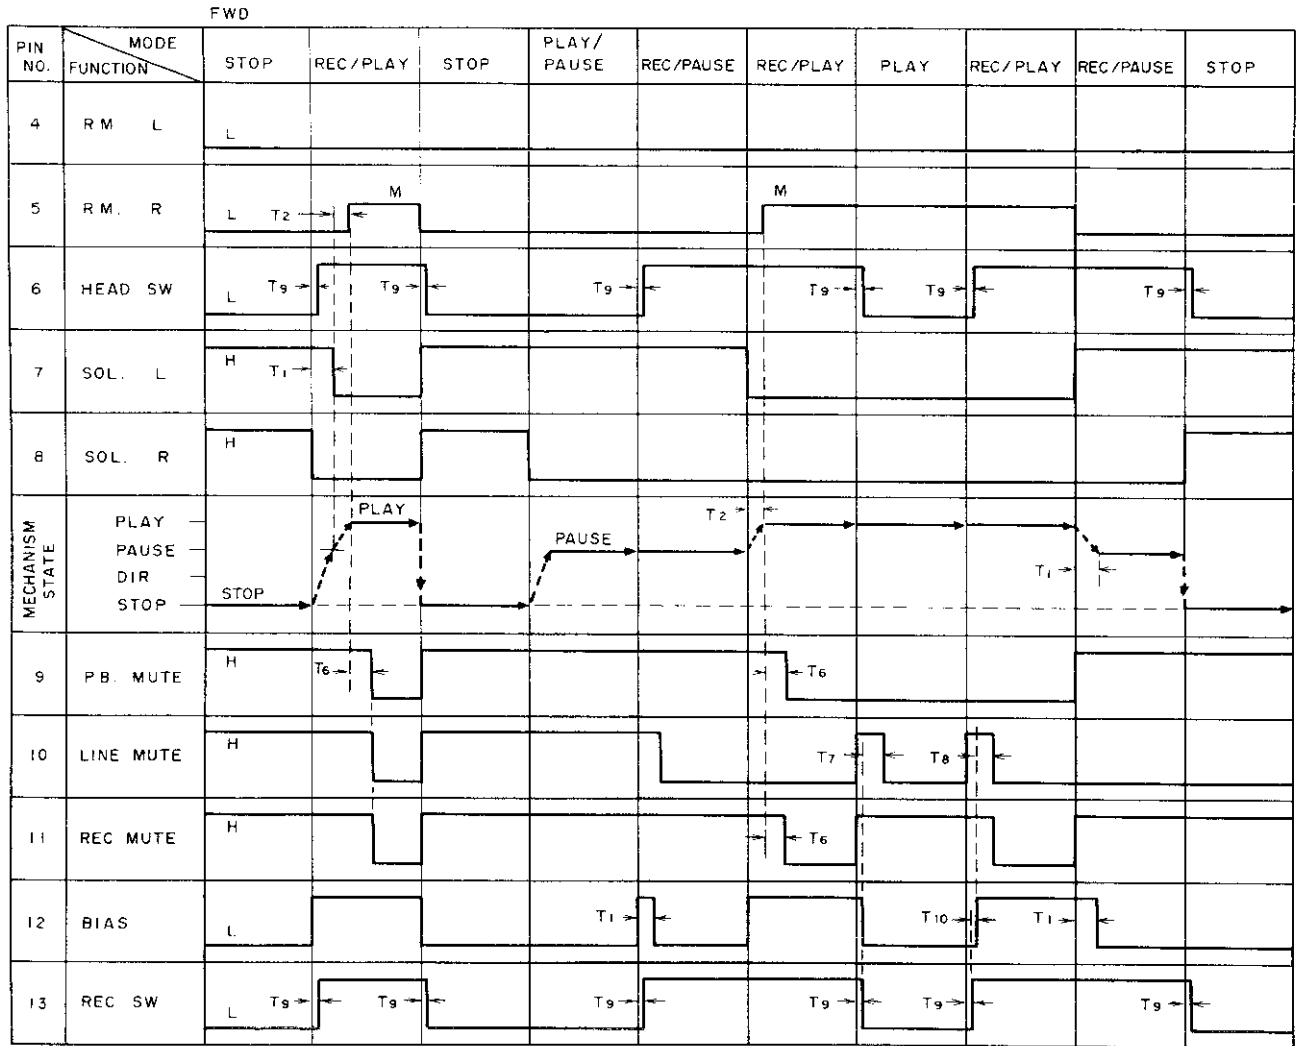 FWD
PIN NO. MODE FUNCTION STOP REC/PLAY STOP PLAY/PAUSE REC/PAUSE REC/PLAY PLAY REC/PLAY REC/PAUSE STOP
4 RM L L
5 RM. R L T2 M M
6 HEAD SW L T9 T9 T9 T9 T9 T9
7 SOL. L H T1
8 SOL. R H
MECHANISM STATE
PLAY PLAY T2
PAUSE PAUSE
DIR T1
STOP STOP
9 P.B. MUTE H T6 T6
10 LINE MUTE H T7 T8
11 REC MUTE H T6
12 BIAS L T1 T10 T1
13 REC SW L T9 T9 T9 T9 T9 T9